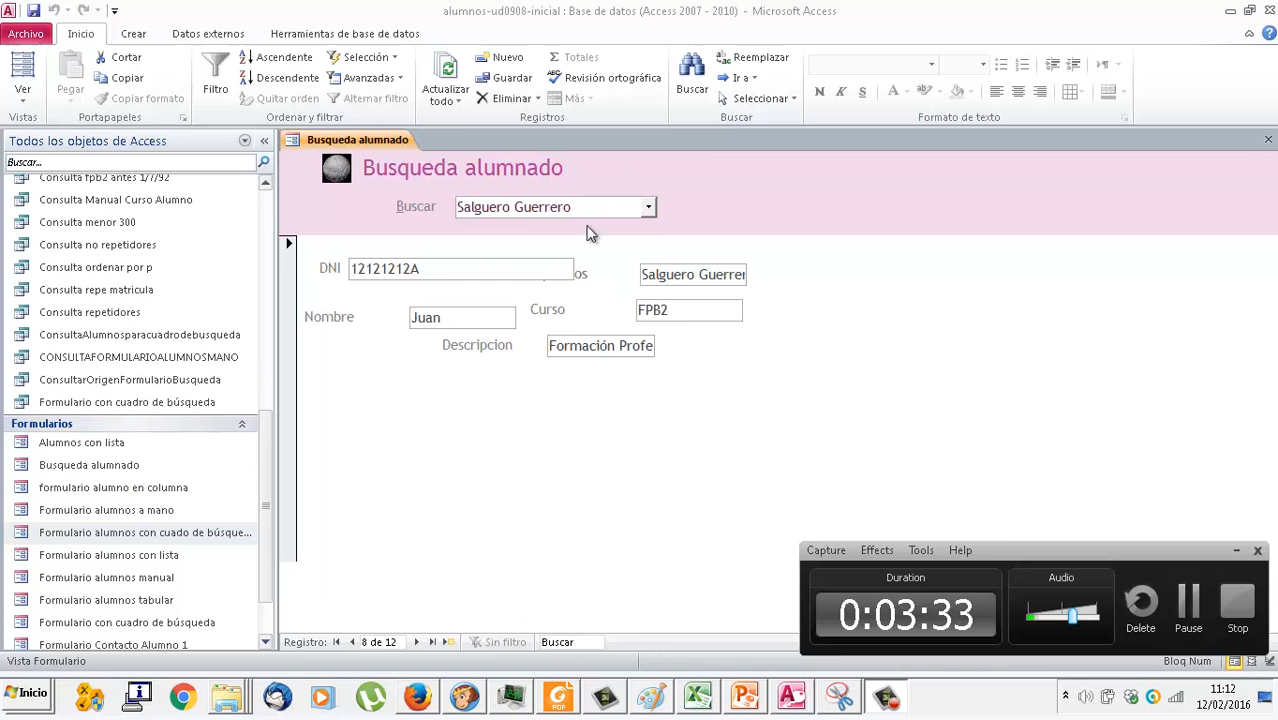 alumnos-ud0908-inicial : Base de datos (Access 2007 - 2010) - Microsoft Access
Archivo Inicio Crear Datos externos Herramientas de base de datos
Ver
Vistas
Pegar
Cortar
Copiar
Copiar formato
Portapapeles
Filtro
Ascendente
Descendente
Quitar orden
Selección
Avanzadas
Alternar filtro
Ordenar y filtrar
Actualizar todo
Nuevo
Guardar
Eliminar
Totales
Revisión ortográfica
Más
Registros
Buscar
Reemplazar
Ir a
Seleccionar
Buscar
N K S
A
Formato de texto
Todos los objetos de Access
Buscar...
Consulta fpb2 antes 1/7/92
Consulta Manual Curso Alumno
Consulta menor 300
Consulta no repetidores
Consulta ordenar por p
Consulta repe matricula
Consulta repetidores
ConsultaAlumnosparacuadrodebusqueda
CONSULTAFORMULARIOALUMNOSMANO
ConsultarOrigenFormularioBusqueda
Formulario con cuadro de búsqueda
Formularios
Alumnos con lista
Busqueda alumnado
formulario alumno en columna
Formulario alumnos a mano
Formulario alumnos con cuado de búsque...
Formulario alumnos con lista
Formulario alumnos manual
Formulario alumnos tabular
Formulario con cuadro de búsqueda
Formulario Contacto Alumno 1
Busqueda alumnado
Busqueda alumnado
Buscar Salguero Guerrero
DNI 12121212A os Salguero Guerrer
Nombre Juan Curso FPB2
Descripcion Formación Profe
Registro: 8 de 12 Sin filtro Buscar
Capture Effects Tools Help
Duration
0:03:33
Audio
Delete
Pause
Stop
Vista Formulario
Bloq Num
Inicio
11:12
12/02/2016